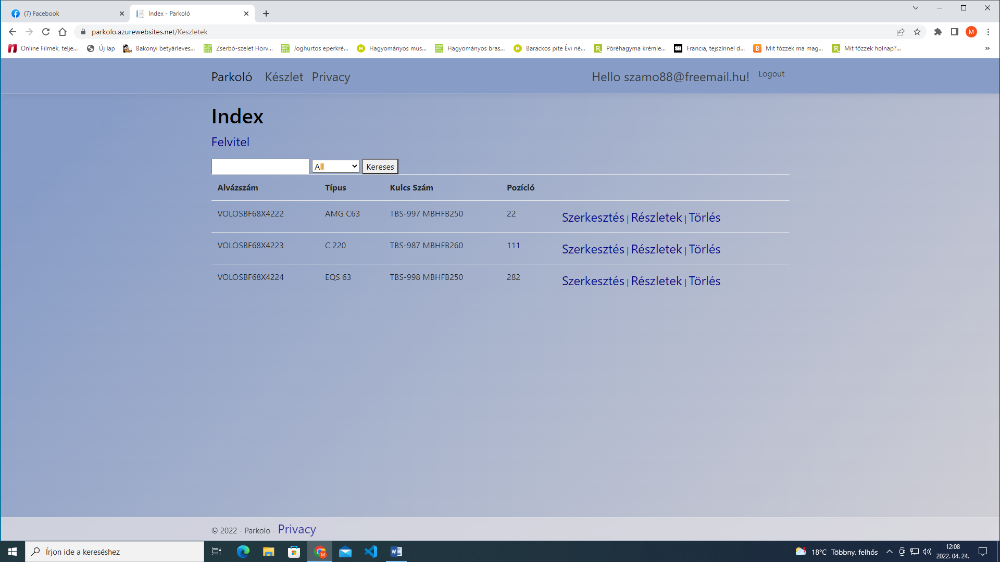 (7) Facebook
Index - Parkoló
parkolo.azurewebsites.net/Keszletek
M
Online Filmek, telje...
Új lap
Bakonyi betyárleves...
Zserbó-szelet Horv...
Joghurtos eperkré...
Hagyományos mus...
Hagyományos bras...
Barackos pite Évi né...
Póréhagyma krémle...
Francia, tejszínnel d...
Mit főzzek ma mag...
Mit főzzek holnap?...
»
Parkoló Készlet Privacy
Hello szamo88@freemail.hu! Logout
Index
Felvitel
All Kereses
Alvázszám Típus Kulcs Szám Pozíció
VOLOSBF68X4222 AMG C63 TBS-997 MBHFB250 22 Szerkesztés | Részletek | Törlés
VOLOSBF68X4223 C 220 TBS-987 MBHFB260 111 Szerkesztés | Részletek | Törlés
VOLOSBF68X4224 EQS 63 TBS-998 MBHFB250 282 Szerkesztés | Részletek | Törlés
© 2022 - Parkolo - Privacy
Írjon ide a kereséshez
18°C Többny. felhős
12:08
2022. 04. 24.